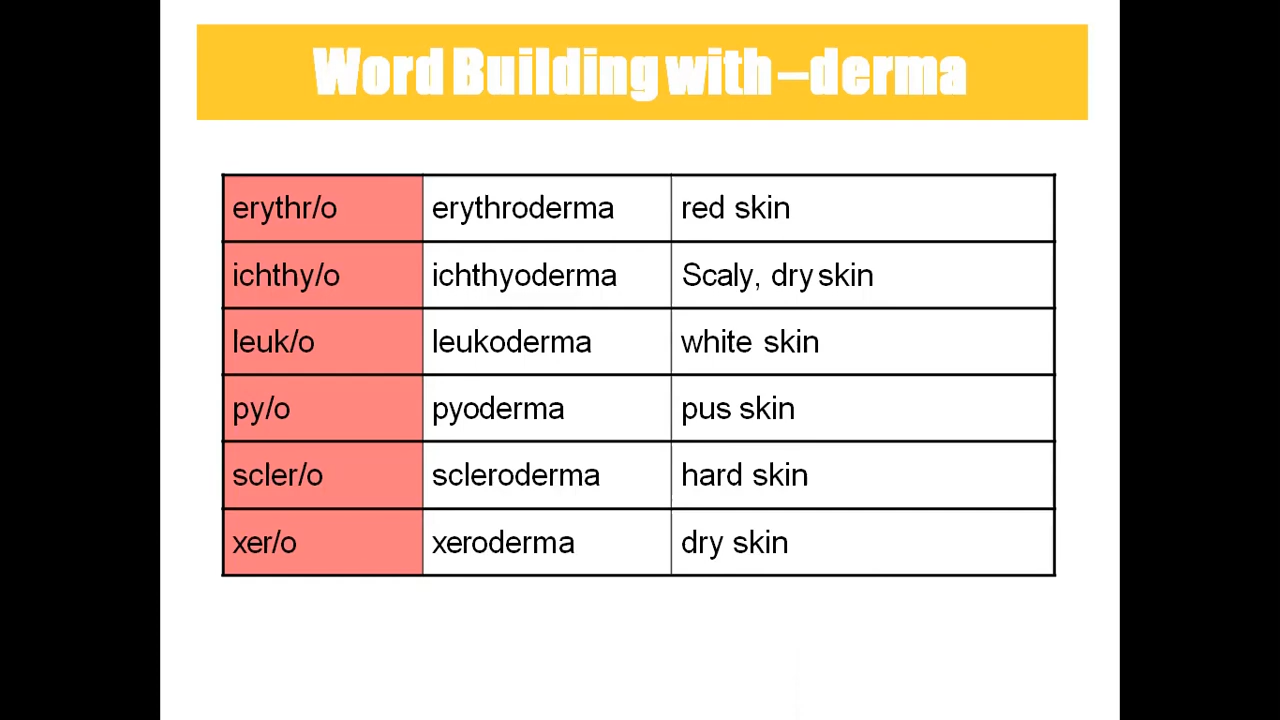 Word Building with –derma
erythr/o erythroderma red skin
ichthy/o ichthyoderma Scaly, dry skin
leuk/o leukoderma white skin
py/o pyoderma pus skin
scler/o scleroderma hard skin
xer/o xeroderma dry skin